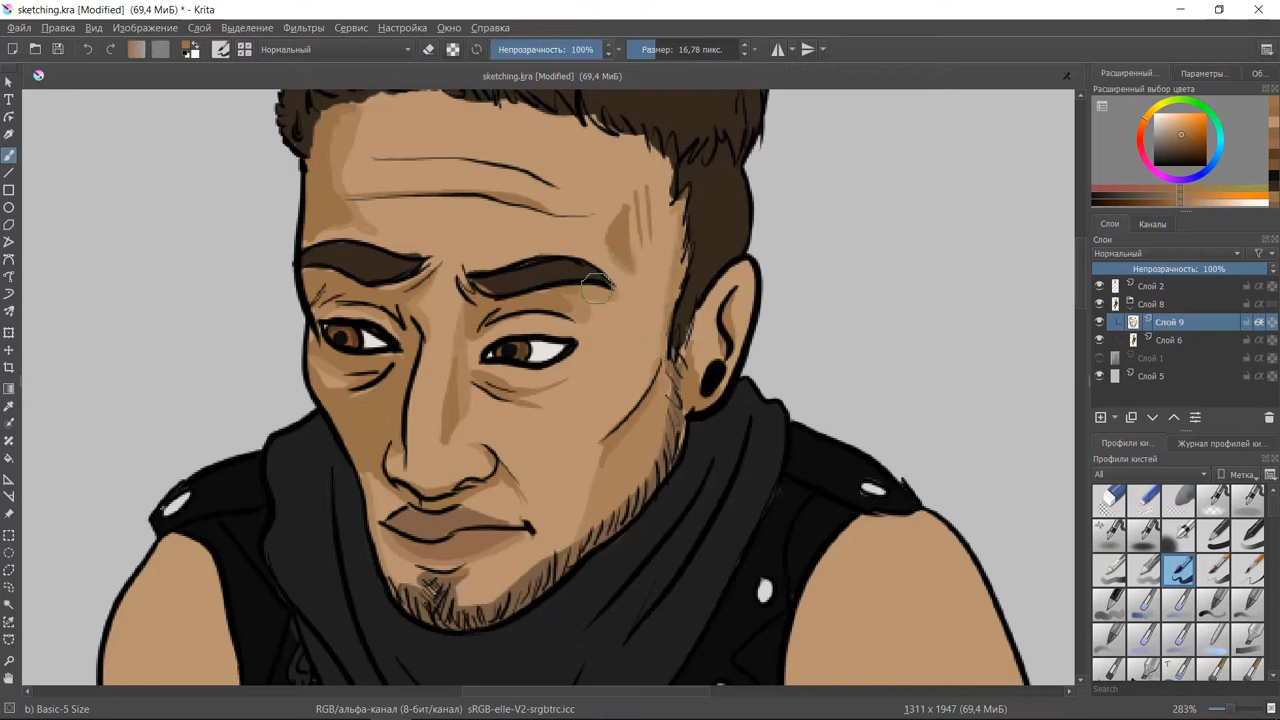 sketching.kra [Modified] (69,4 МиБ) * - Krita
Файл Правка Вид Изображение Слой Выделение Фильтры Сервис Настройка Окно Справка
Нормальный Непрозрачность: 100% Размер: 16,78 пикс.
sketching.kra [Modified] (69,4 МиБ)
Расширенный... Параметры... Об...
Расширенный выбор цвета
Слои Каналы
Слои
Нормальный
Непрозрачность: 100%
Слой 2
Слой 8
Слой 9
Слой 6
Слой 1
Слой 5
Профили ки... Журнал профилей ки...
Профили кистей
All Метка
Search
b) Basic-5 Size RGB/альфа-канал (8-бит/канал) sRGB-elle-V2-srgbtrc.icc 1311 x 1947 (69,4 МиБ) 283%